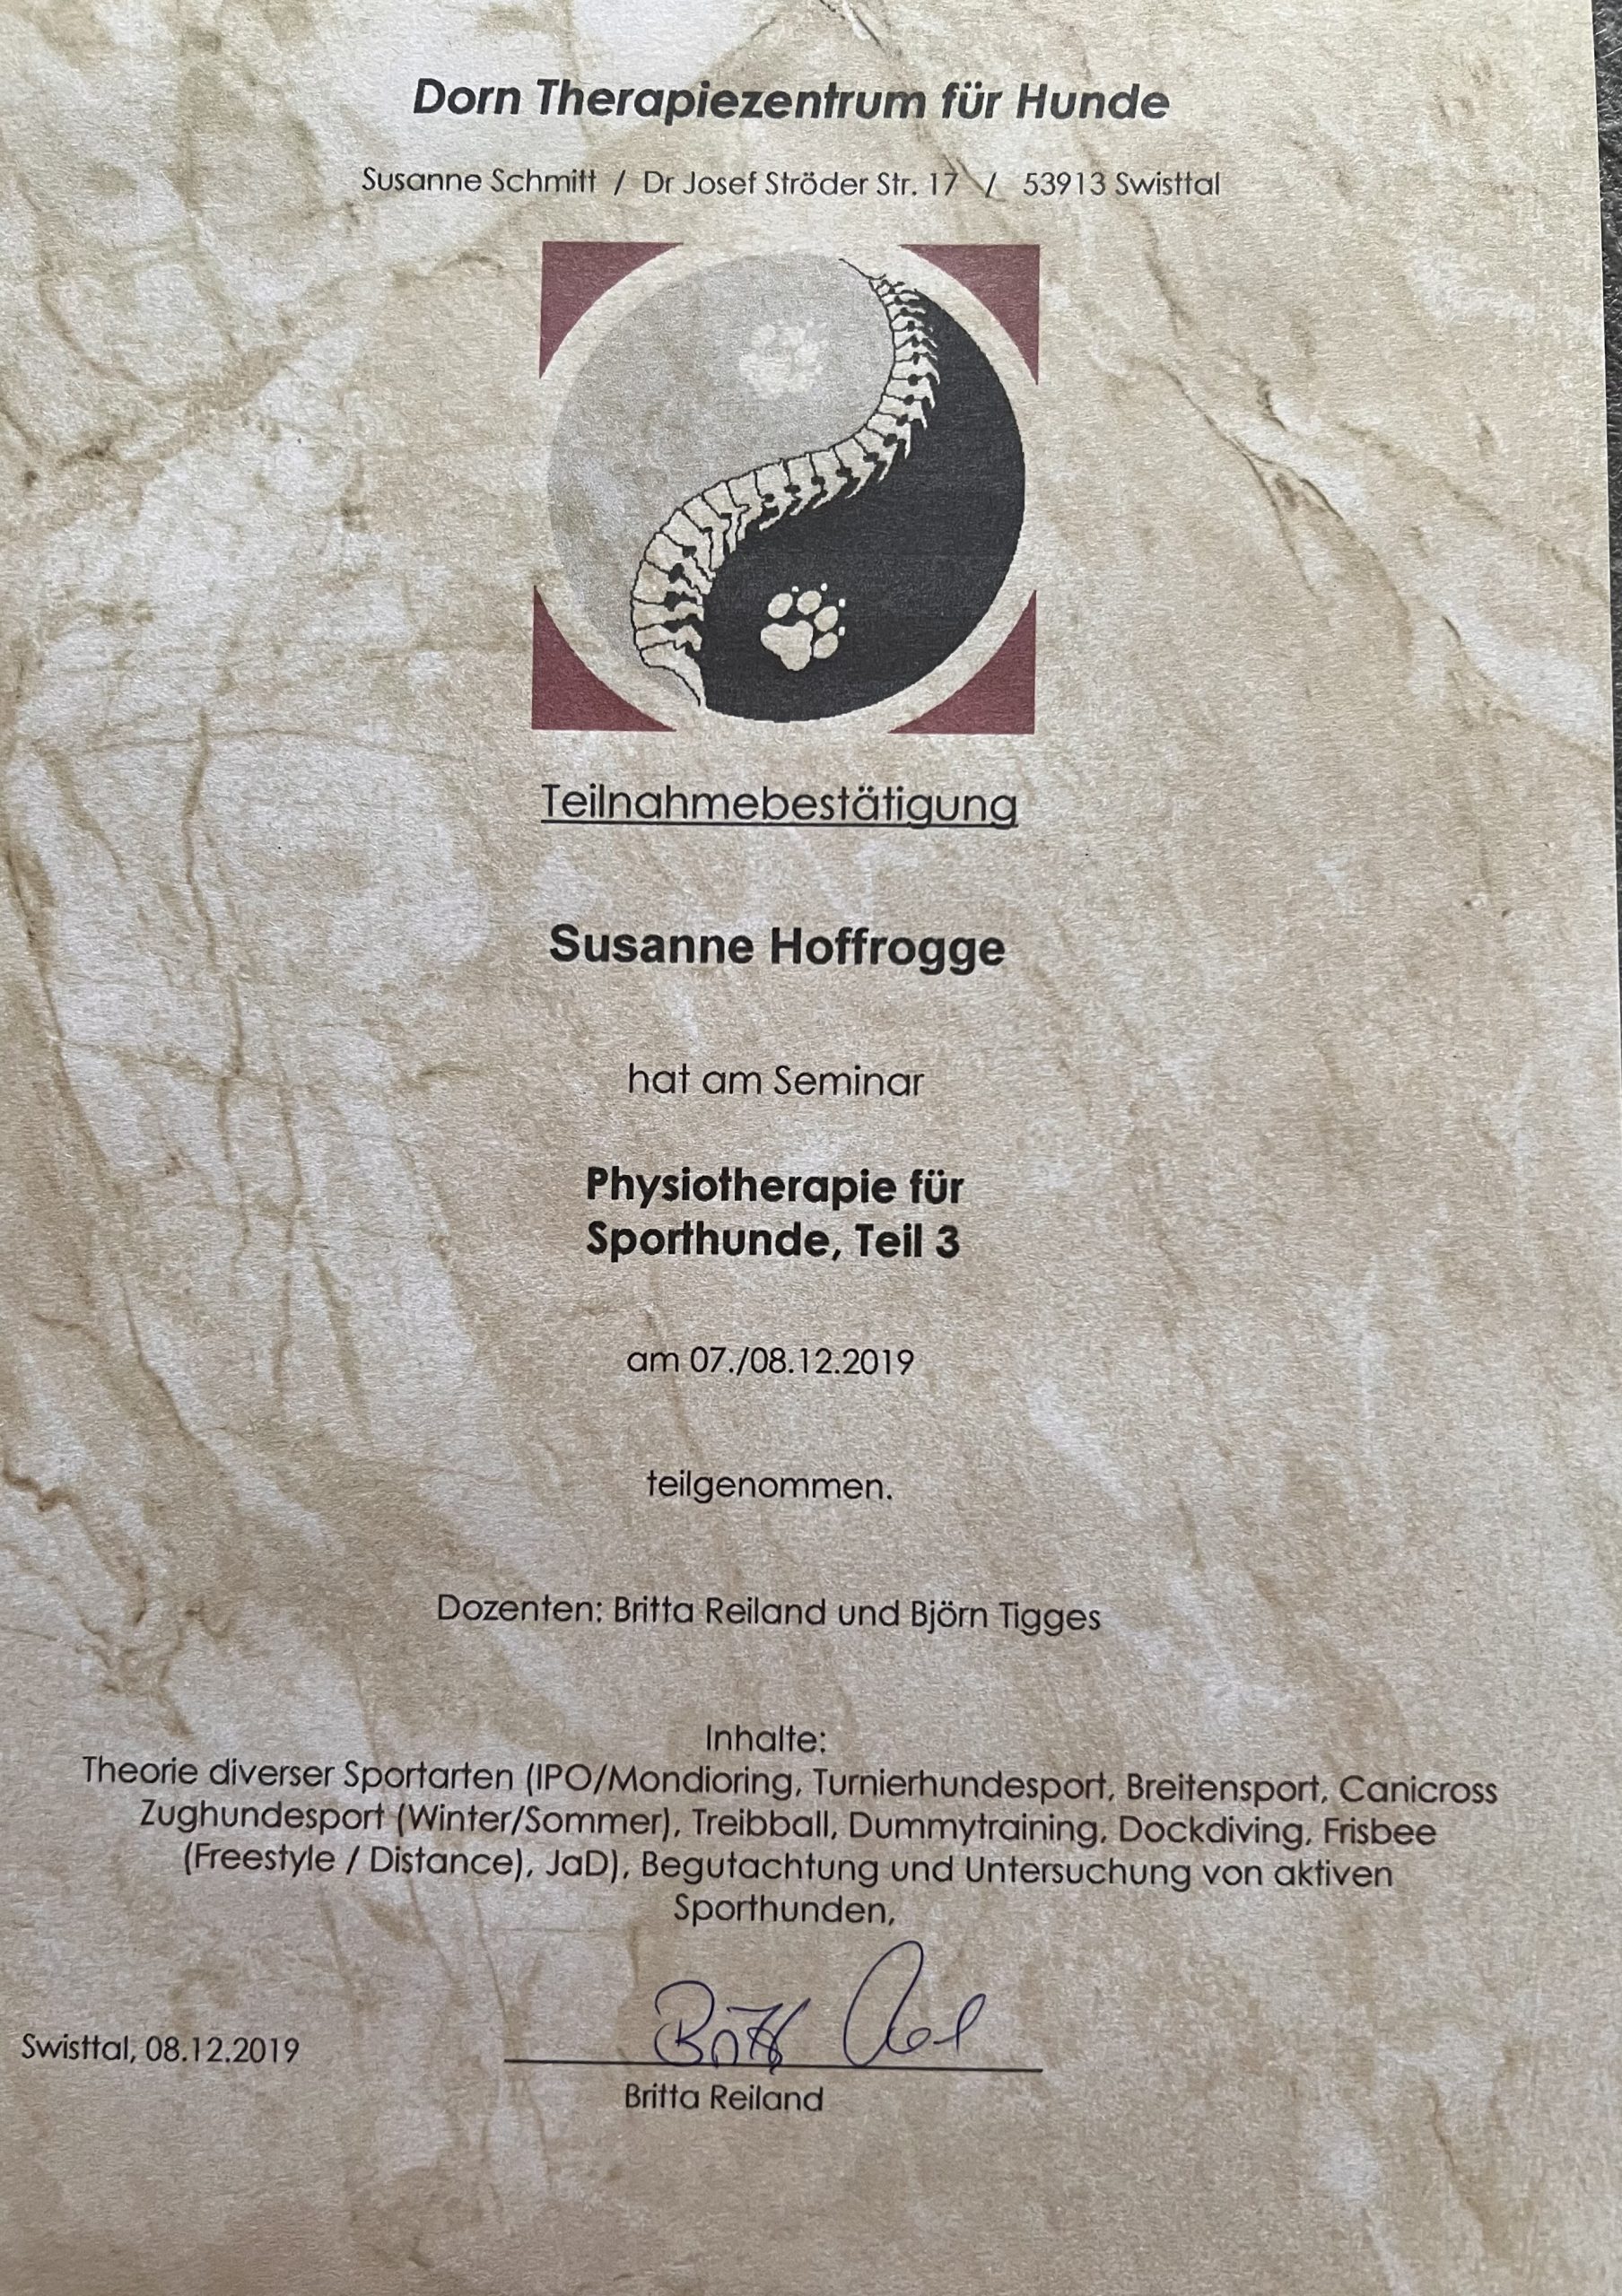 Dorn Therapiezentrum für Hunde
Susanne Schmitt / Dr Josef Ströder Str. 17 / 53913 Swisttal
Teilnahmebestätigung
Susanne Hoffrogge
hat am Seminar
Physiotherapie für
Sporthunde, Teil 3
am 07./08.12.2019
teilgenommen.
Dozenten: Britta Reiland und Björn Tigges
Inhalte:
Theorie diverser Sportarten (IPO/Mondioring, Turnierhundesport, Breitensport, Canicross
Zughundesport (Winter/Sommer), Treibball, Dummytraining, Dockdiving, Frisbee
(Freestyle / Distance), JaD), Begutachtung und Untersuchung von aktiven
Sporthunden,
Swisttal, 08.12.2019
Britta Reiland